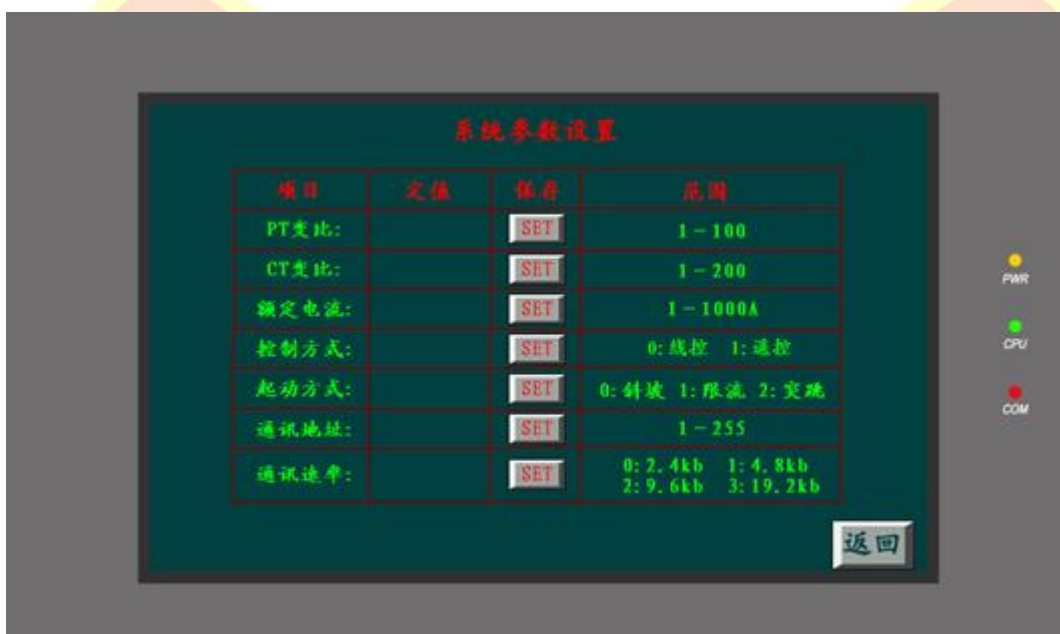 系统参数设置
项目 定值 保存 范围
PT变比: SET 1-100
CT变比: SET 1-200
额定电流: SET 1-1000A
控制方式: SET 0:线控 1:遥控
起动方式: SET 0:斜坡 1:限流 2:突跳
通讯地址: SET 1-255
通讯速率: SET 0:2.4kb 1:4.8kb
2:9.6kb 3:19.2kb
返回
PWR
CPU
COM